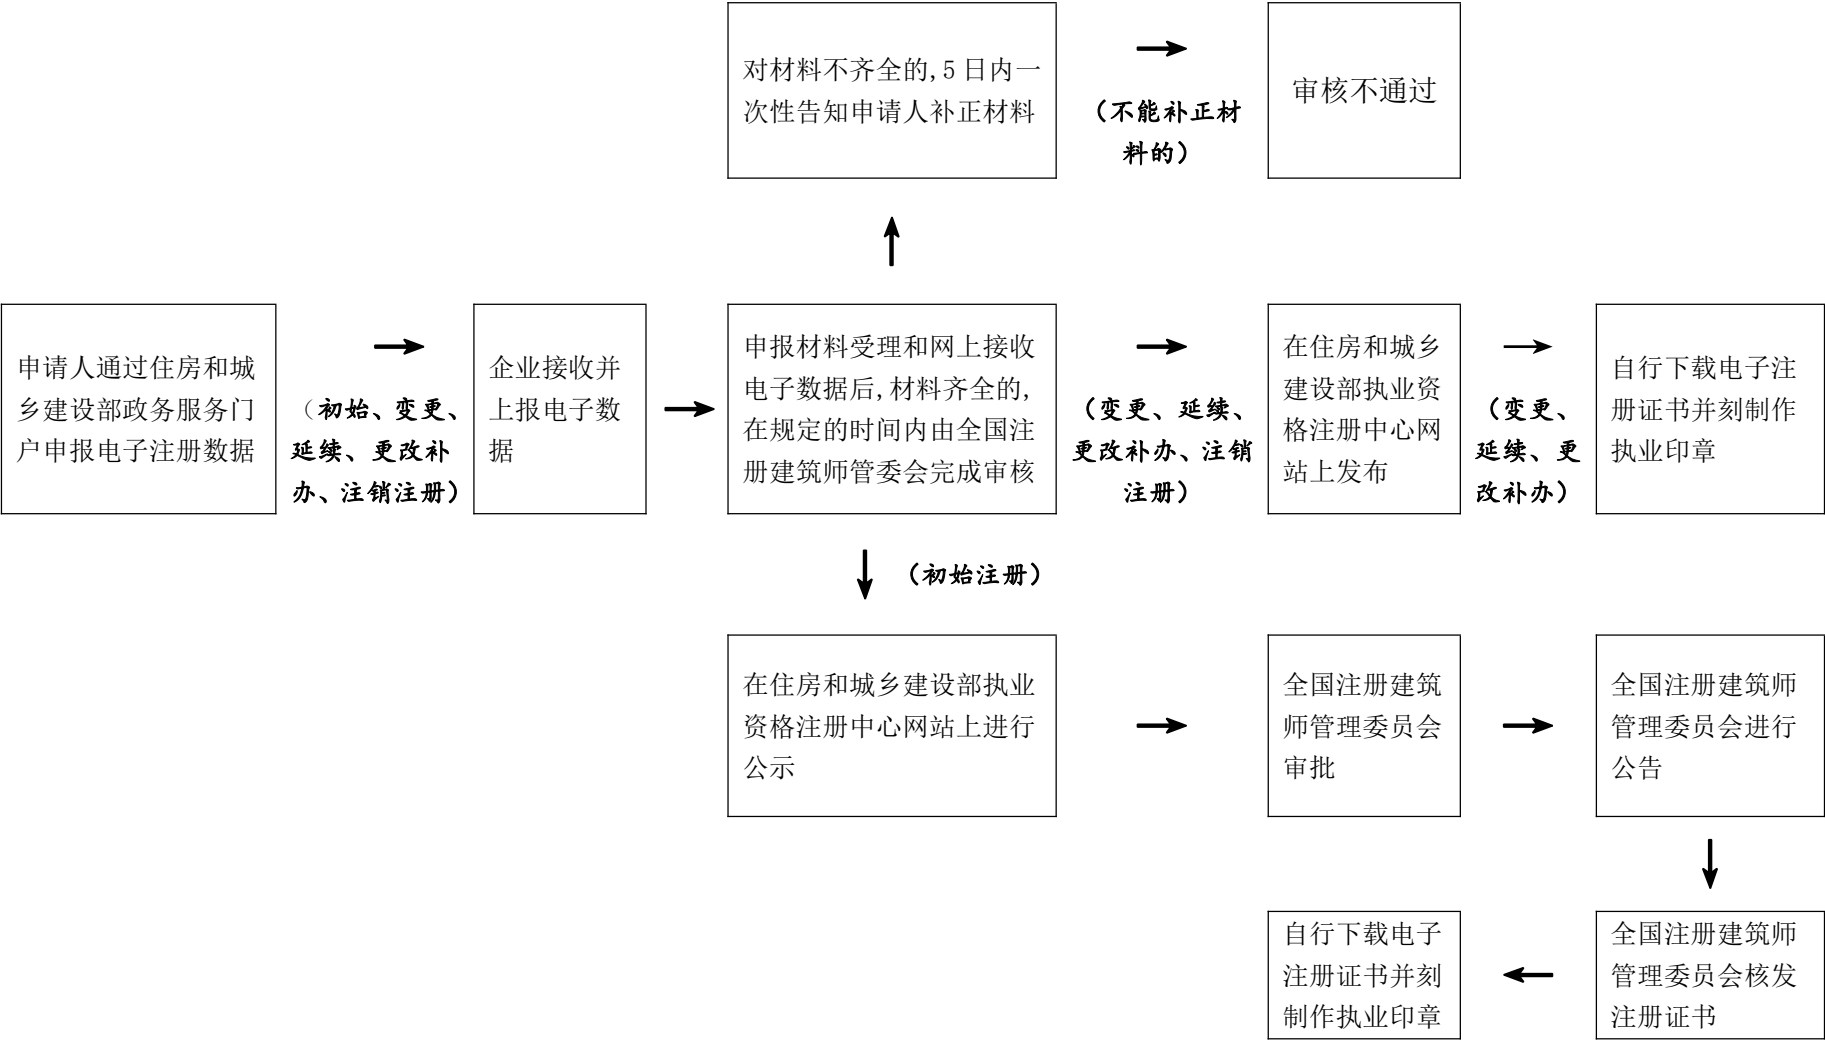 对材料不齐全的,5日内一
次性告知申请人补正材料
（不能补正材
料的）
审核不通过
申请人通过住房和城
乡建设部政务服务门
户申报电子注册数据
（初始、变更、
延续、更改补
办、注销注册）
企业接收并
上报电子数
据
申报材料受理和网上接收
电子数据后,材料齐全的,
在规定的时间内由全国注
册建筑师管委会完成审核
（变更、延续、
更改补办、注销
注册）
在住房和城乡
建设部执业资
格注册中心网
站上发布
（变更、
延续、更
改补办）
自行下载电子注
册证书并刻制作
执业印章
（初始注册）
在住房和城乡建设部执业
资格注册中心网站上进行
公示
全国注册建筑
师管理委员会
审批
全国注册建筑师
管理委员会进行
公告
全国注册建筑师
管理委员会核发
注册证书
自行下载电子
注册证书并刻
制作执业印章